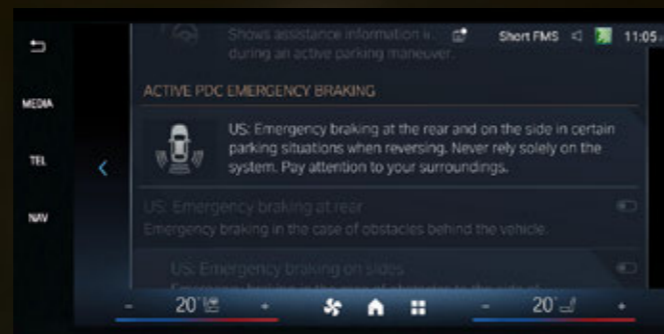 Shows assistance information
during an active parking maneuver.
Short FMS 11:05
MEDIA
TEL
NAV
ACTIVE PDC EMERGENCY BRAKING
US: Emergency braking at the rear and on the side in certain
parking situations when reversing. Never rely solely on the
system. Pay attention to your surroundings.
US: Emergency braking at rear
Emergency braking in the case of obstacles behind the vehicle.
US: Emergency braking on sides
- 20° + - 20° +